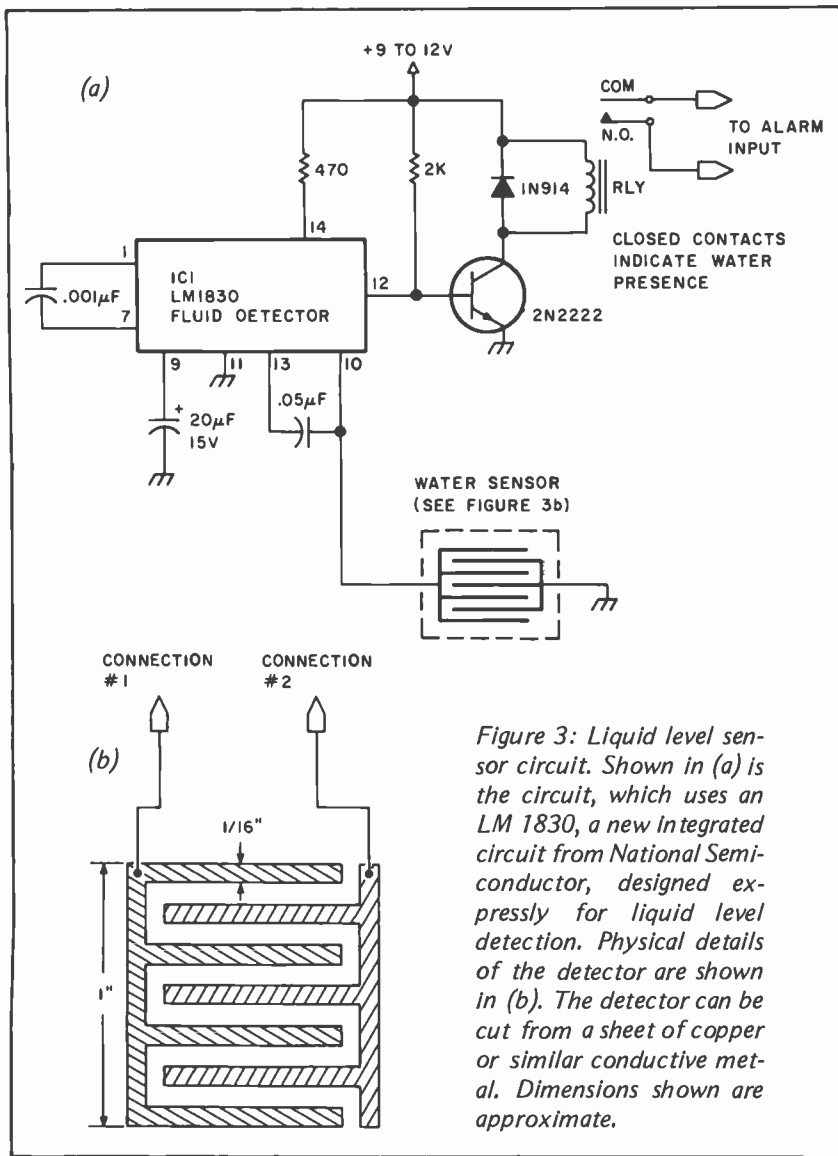 (a)
+9 TO 12V
COM
N.O.
TO ALARM
INPUT
470
2K
1N914
RLY
14
CLOSED CONTACTS
INDICATE WATER
PRESENCE
1
IC1
LM1830
FLUID DETECTOR
12
.001µF
7
2N2222
9
11
13
10
+
20µF
15V
.05µF
WATER SENSOR
(SEE FIGURE 3b)
CONNECTION
#1
CONNECTION
#2
(b)
1/16"
1"
Figure 3: Liquid level sen-
sor circuit. Shown in (a) is
the circuit, which uses an
LM 1830, a new integrated
circuit from National Semi-
conductor, designed ex-
pressly for liquid level
detection. Physical details
of the detector are shown
in (b). The detector can be
cut from a sheet of copper
or similar conductive met-
al. Dimensions shown are
approximate.